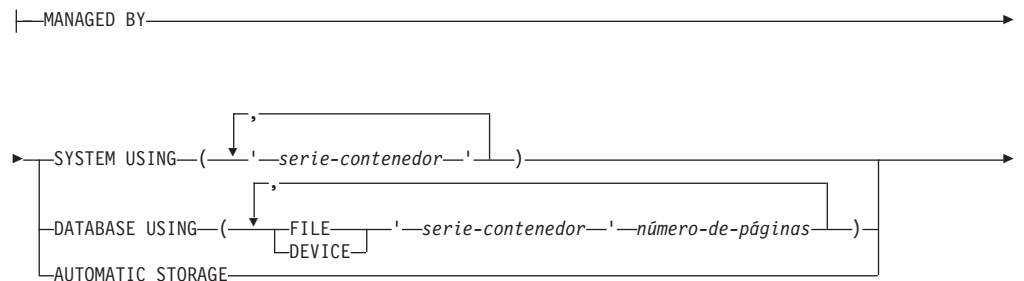 MANAGED BY
,
SYSTEM USING ( ' serie-contenedor ' )
,
DATABASE USING ( FILE ' serie-contenedor ' número-de-páginas )
DEVICE
AUTOMATIC STORAGE